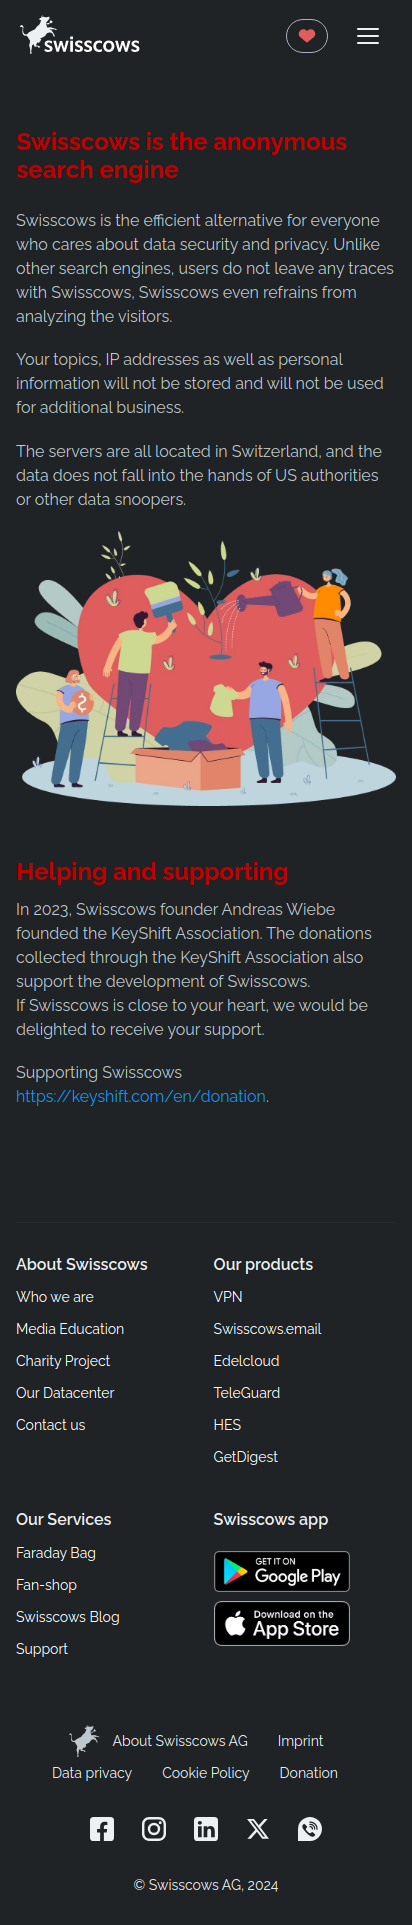 swisscows
Swisscows is the anonymous
search engine
Swisscows is the efficient alternative for everyone
who cares about data security and privacy. Unlike
other search engines, users do not leave any traces
with Swisscows, Swisscows even refrains from
analyzing the visitors.
Your topics, IP addresses as well as personal
information will not be stored and will not be used
for additional business.
The servers are all located in Switzerland, and the
data does not fall into the hands of US authorities
or other data snoopers.
Helping and supporting
In 2023, Swisscows founder Andreas Wiebe
founded the KeyShift Association. The donations
collected through the KeyShift Association also
support the development of Swisscows.
If Swisscows is close to your heart, we would be
delighted to receive your support.
Supporting Swisscows
https://keyshift.com/en/donation.
About Swisscows
Who we are
Media Education
Charity Project
Our Datacenter
Contact us
Our products
VPN
Swisscows.email
Edelcloud
TeleGuard
HES
GetDigest
Our Services
Faraday Bag
Fan-shop
Swisscows Blog
Support
Swisscows app
GET IT ON
Google Play
Download on the
App Store
About Swisscows AG Imprint
Data privacy Cookie Policy Donation
© Swisscows AG, 2024